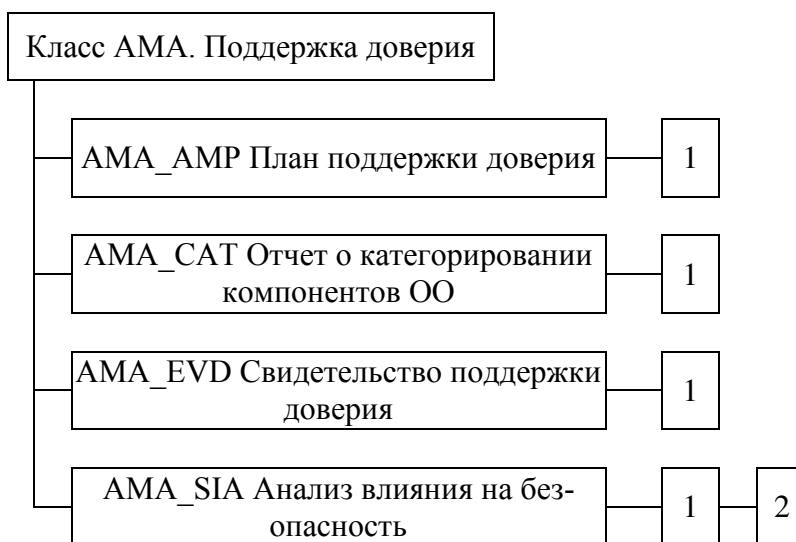 Класс АМА. Поддержка доверия
AMA_AMP План поддержки доверия
1
AMA_CAT Отчет о категорировании
компонентов ОО
1
AMA_EVD Свидетельство поддержки
доверия
1
AMA_SIA Анализ влияния на без-
опасность
1
2